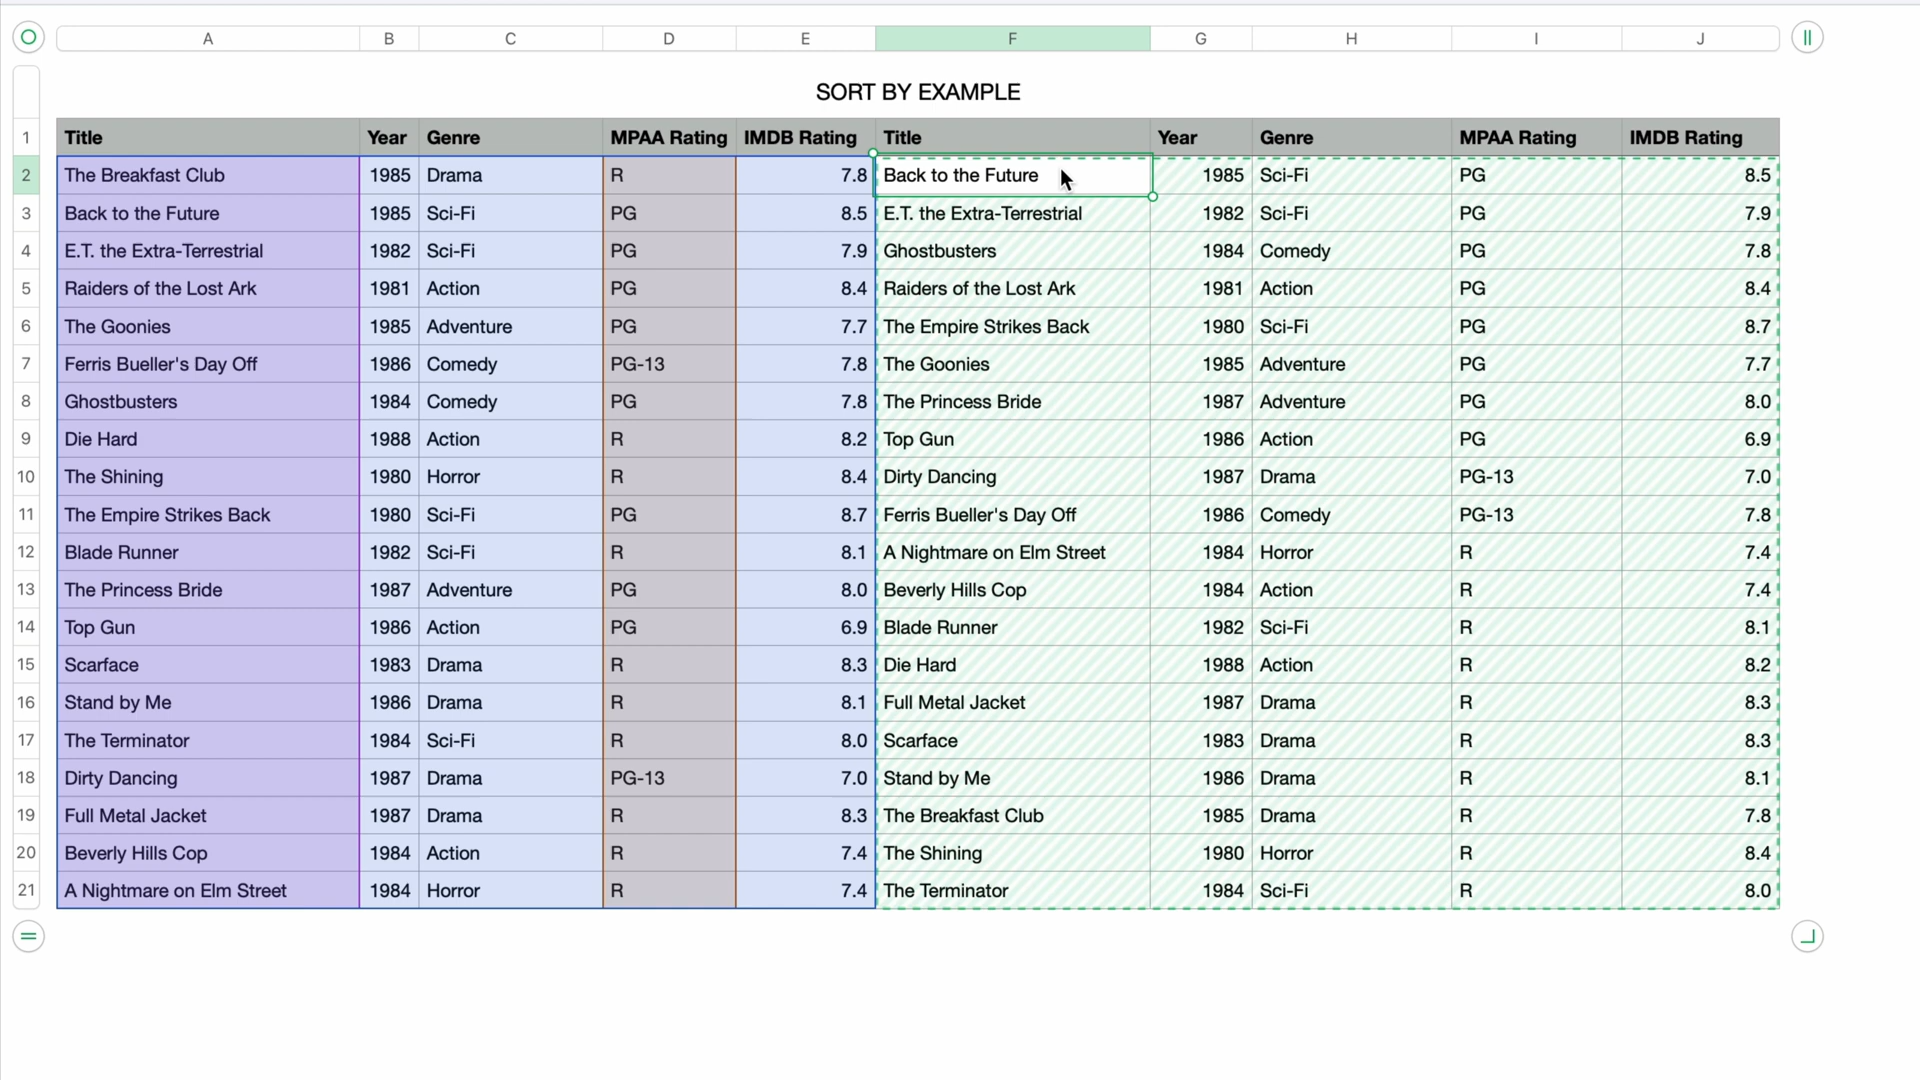 A B C D E F G H I J
SORT BY EXAMPLE
1 Title Year Genre MPAA Rating IMDB Rating Title Year Genre MPAA Rating IMDB Rating
2 The Breakfast Club 1985 Drama R 7.8 Back to the Future 1985 Sci-Fi PG 8.5
3 Back to the Future 1985 Sci-Fi PG 8.5 E.T. the Extra-Terrestrial 1982 Sci-Fi PG 7.9
4 E.T. the Extra-Terrestrial 1982 Sci-Fi PG 7.9 Ghostbusters 1984 Comedy PG 7.8
5 Raiders of the Lost Ark 1981 Action PG 8.4 Raiders of the Lost Ark 1981 Action PG 8.4
6 The Goonies 1985 Adventure PG 7.7 The Empire Strikes Back 1980 Sci-Fi PG 8.7
7 Ferris Bueller's Day Off 1986 Comedy PG-13 7.8 The Goonies 1985 Adventure PG 7.7
8 Ghostbusters 1984 Comedy PG 7.8 The Princess Bride 1987 Adventure PG 8.0
9 Die Hard 1988 Action R 8.2 Top Gun 1986 Action PG 6.9
10 The Shining 1980 Horror R 8.4 Dirty Dancing 1987 Drama PG-13 7.0
11 The Empire Strikes Back 1980 Sci-Fi PG 8.7 Ferris Bueller's Day Off 1986 Comedy PG-13 7.8
12 Blade Runner 1982 Sci-Fi R 8.1 A Nightmare on Elm Street 1984 Horror R 7.4
13 The Princess Bride 1987 Adventure PG 8.0 Beverly Hills Cop 1984 Action R 7.4
14 Top Gun 1986 Action PG 6.9 Blade Runner 1982 Sci-Fi R 8.1
15 Scarface 1983 Drama R 8.3 Die Hard 1988 Action R 8.2
16 Stand by Me 1986 Drama R 8.1 Full Metal Jacket 1987 Drama R 8.3
17 The Terminator 1984 Sci-Fi R 8.0 Scarface 1983 Drama R 8.3
18 Dirty Dancing 1987 Drama PG-13 7.0 Stand by Me 1986 Drama R 8.1
19 Full Metal Jacket 1987 Drama R 8.3 The Breakfast Club 1985 Drama R 7.8
20 Beverly Hills Cop 1984 Action R 7.4 The Shining 1980 Horror R 8.4
21 A Nightmare on Elm Street 1984 Horror R 7.4 The Terminator 1984 Sci-Fi R 8.0